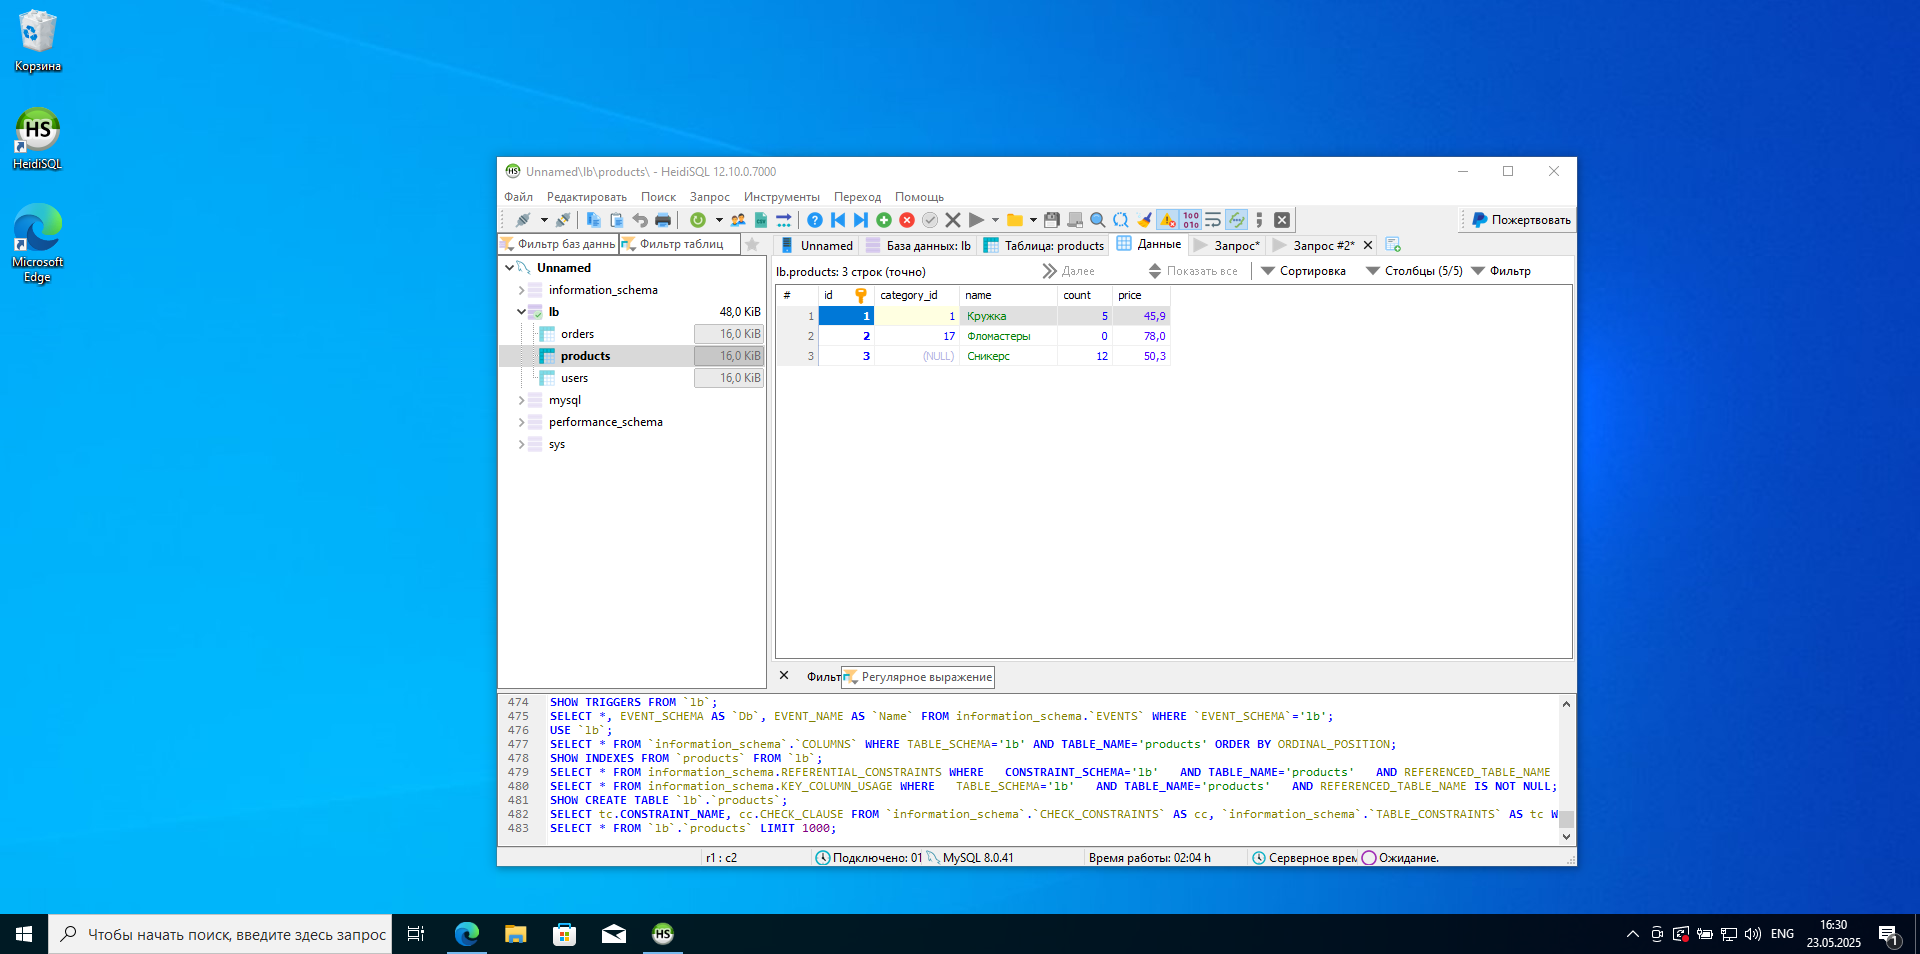 Корзина
HeidiSQL
Microsoft Edge
Unnamed\lb\products\ - HeidiSQL 12.10.0.7000
Файл Редактировать Поиск Запрос Инструменты Переход Помощь
Пожертвовать
Фильтр баз даннь Фильтр таблиц
Unnamed База данных: lb Таблица: products Данные Запрос* Запрос #2*
Unnamed
information_schema
lb 48,0 KiB
orders 16,0 KiB
products 16,0 KiB
users 16,0 KiB
mysql
performance_schema
sys
lb.products: 3 строк (точно) Далее Показать все Сортировка Столбцы (5/5) Фильтр
# id category_id name count price
1 1 1 Кружка 5 45,9
2 2 17 Фломастеры 0 78,0
3 3 (NULL) Сникерс 12 50,3
Фильт Регулярное выражение
474 SHOW TRIGGERS FROM `lb`;
475 SELECT *, EVENT_SCHEMA AS `Db`, EVENT_NAME AS `Name` FROM information_schema.`EVENTS` WHERE `EVENT_SCHEMA`='lb';
476 USE `lb`;
477 SELECT * FROM `information_schema`.`COLUMNS` WHERE TABLE_SCHEMA='lb' AND TABLE_NAME='products' ORDER BY ORDINAL_POSITION;
478 SHOW INDEXES FROM `products` FROM `lb`;
479 SELECT * FROM information_schema.REFERENTIAL_CONSTRAINTS WHERE   CONSTRAINT_SCHEMA='lb'   AND TABLE_NAME='products'   AND REFERENCED_TABLE_NAME
480 SELECT * FROM information_schema.KEY_COLUMN_USAGE WHERE   TABLE_SCHEMA='lb'   AND TABLE_NAME='products'   AND REFERENCED_TABLE_NAME IS NOT NULL;
481 SHOW CREATE TABLE `lb`.`products`;
482 SELECT tc.CONSTRAINT_NAME, cc.CHECK_CLAUSE FROM `information_schema`.`CHECK_CONSTRAINTS` AS cc, `information_schema`.`TABLE_CONSTRAINTS` AS tc W
483 SELECT * FROM `lb`.`products` LIMIT 1000;
r1 : c2 Подключено: 01 MySQL 8.0.41 Время работы: 02:04 h Серверное врем Ожидание.
Чтобы начать поиск, введите здесь запрос
ENG
16:30
23.05.2025
1